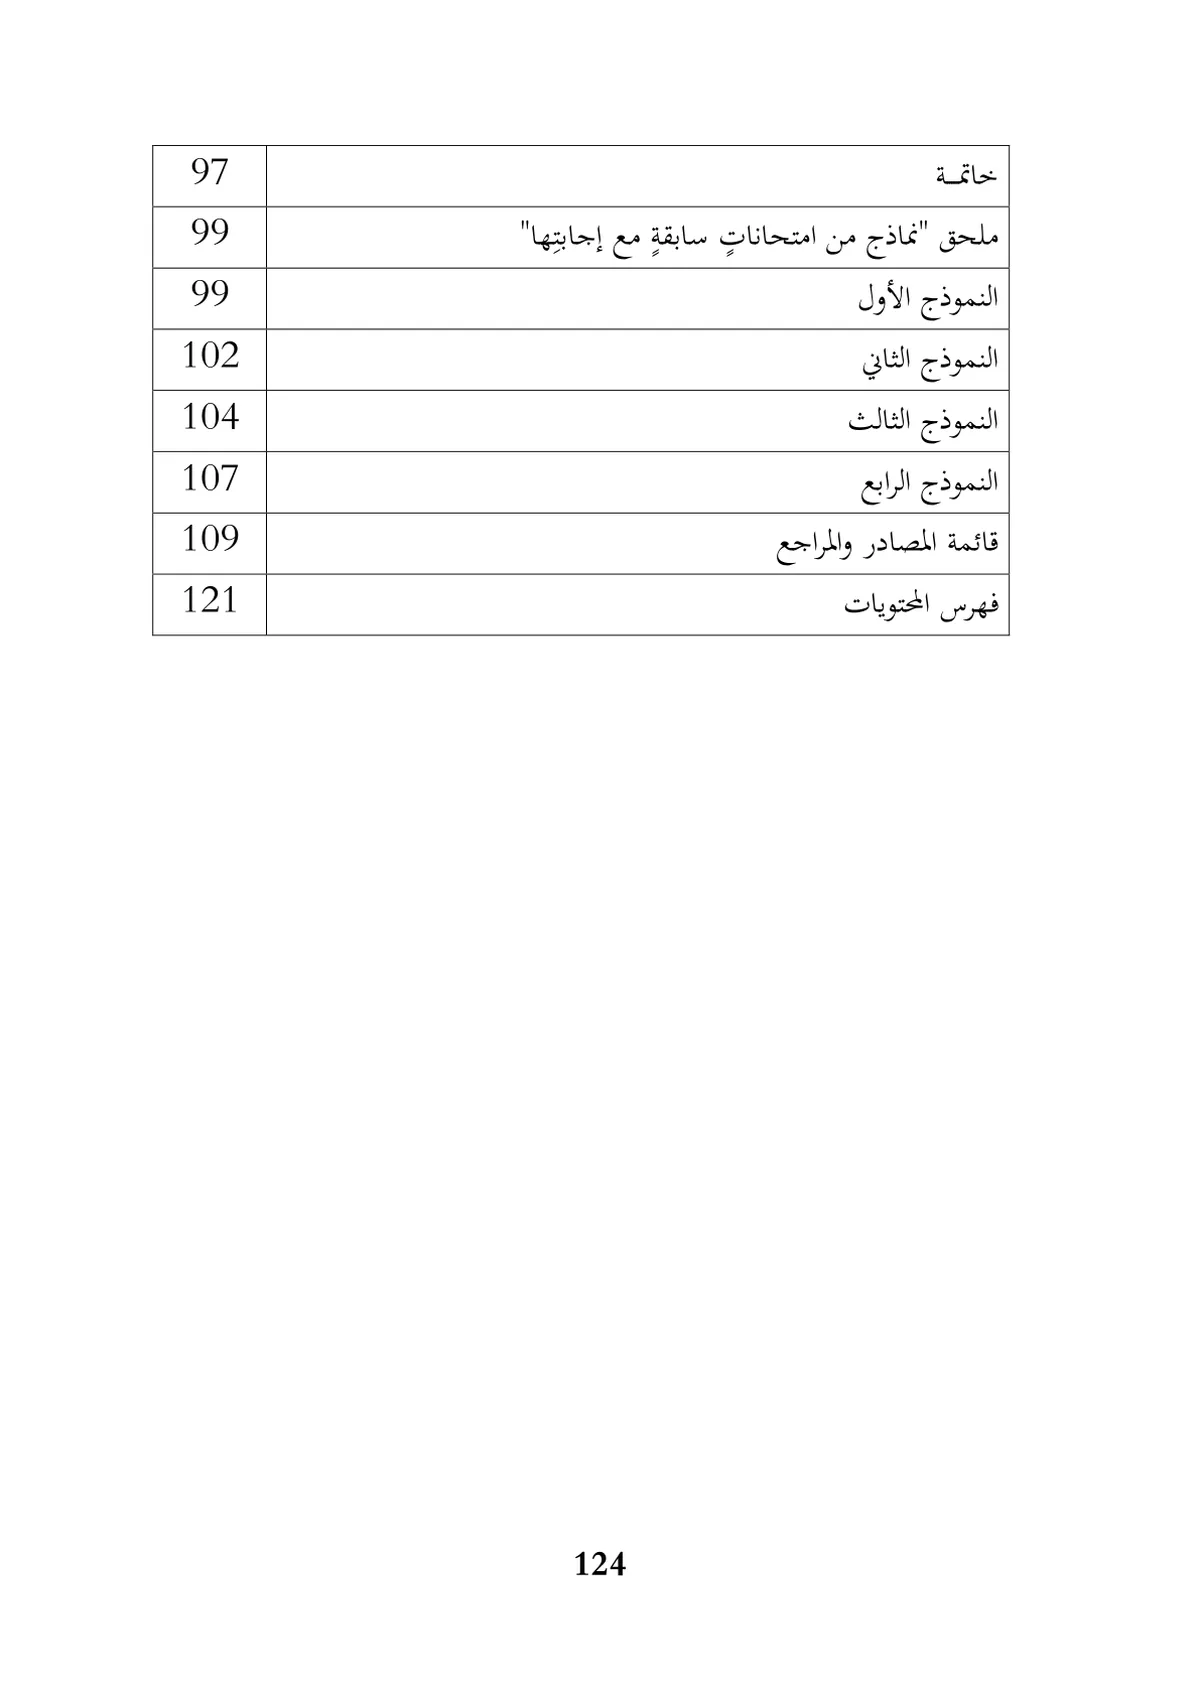 خاتمـــة 97
ملحق "نماذج من امتحاناتٍ سابقةٍ مع إجابتِها" 99
النموذج الأول 99
النموذج الثاني 102
النموذج الثالث 104
النموذج الرابع 107
قائمة المصادر والمراجع 109
فهرس المحتويات 121
124